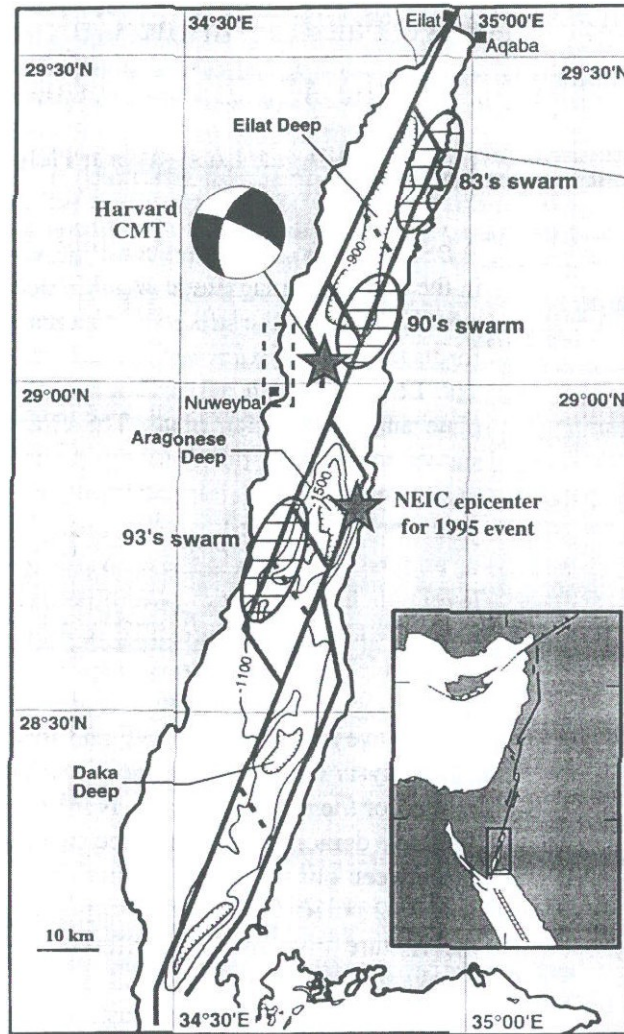 34°30'E
Eilat
35°00'E
Aqaba
29°30'N
29°30'N
Eilat Deep
83's swarm
Harvard
CMT
-900
90's swarm
29°00'N
Nuweyba
29°00'N
Aragonese
Deep
-1500
NEIC epicenter
for 1995 event
93's swarm
-1100
28°30'N
Daka
Deep
10 km
34°30'E
35°00'E